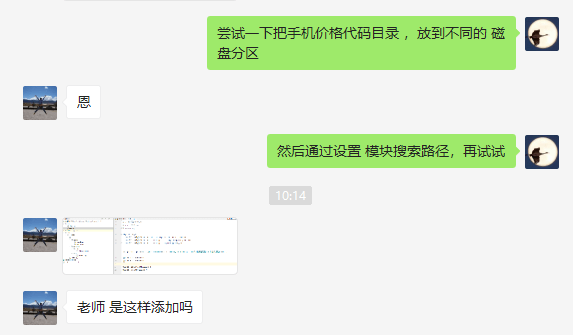 尝试一下把手机价格代码目录 ，放到不同的 磁
盘分区
恩
然后通过设置 模块搜索路径，再试试
10:14
老师 是这样添加吗